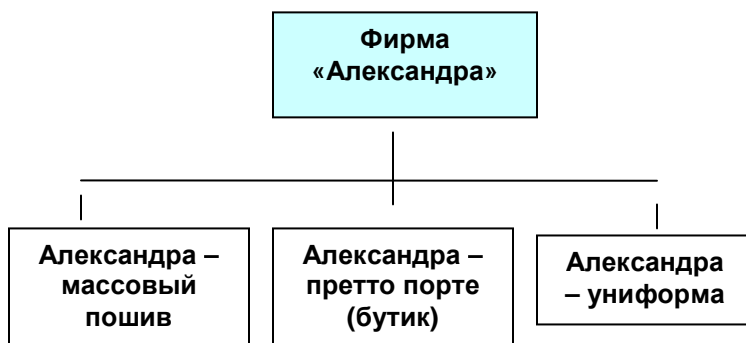 Фирма
«Александра»
Александра –
массовый
пошив
Александра –
претто порте
(бутик)
Александра
– униформа